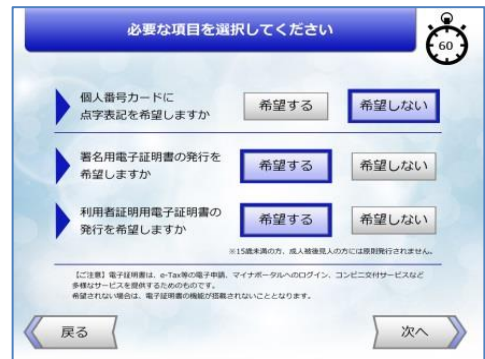 必要な項目を選択してください
60
個人番号カードに
点字表記を希望しますか
希望する
希望しない
署名用電子証明書の発行を
希望しますか
希望する
希望しない
利用者証明用電子証明書の
発行を希望しますか
希望する
希望しない
※15歳未満の方、成人被後見人の方には原則発行されません。
【ご注意】電子証明書は、e-Tax等の電子申請、マイナポータルへのログイン、コンビニ交付サービスなど
多様なサービスを提供するためのものです。
希望されない場合は、電子証明書の機能が搭載されないこととなります。
戻る
次へ